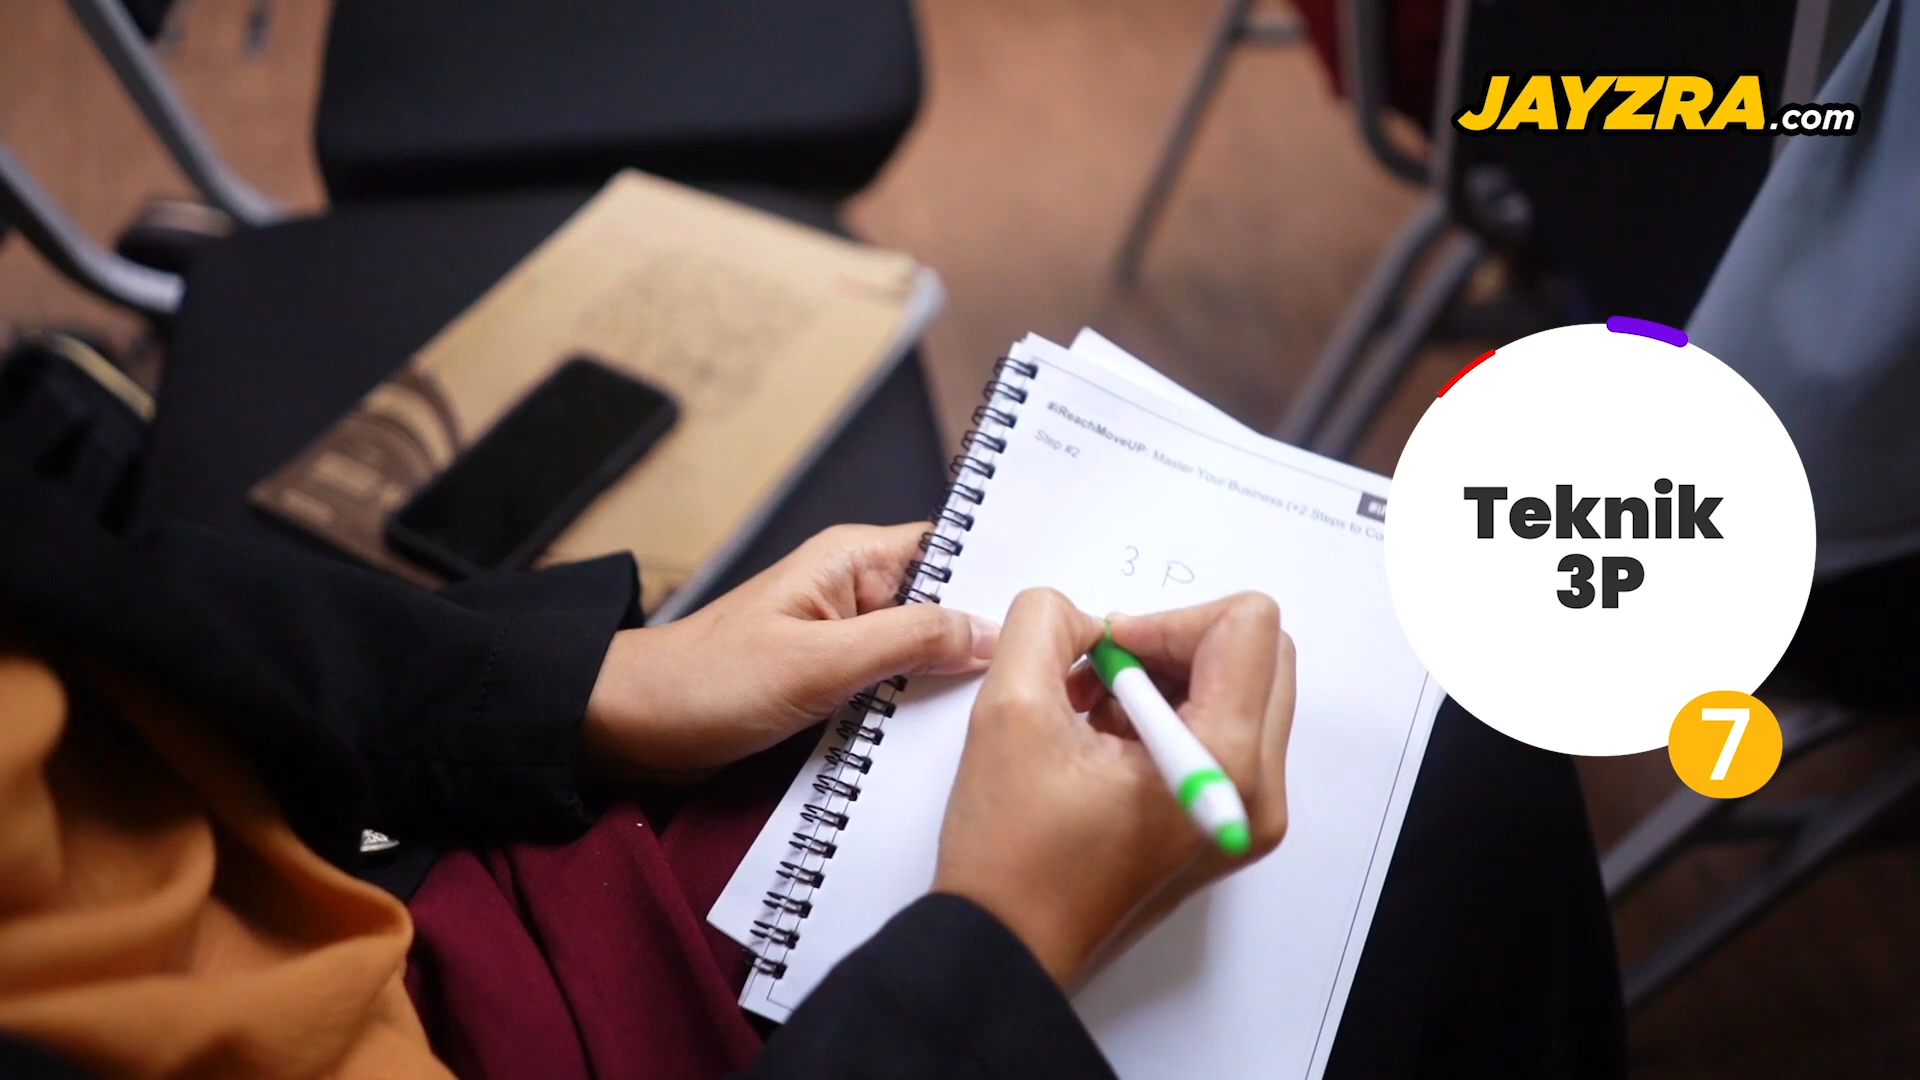 JAYZRA.com
#iReachMoveUP: Master Your Business (+2 Steps to
Step #2
3 P
Teknik
3P
7